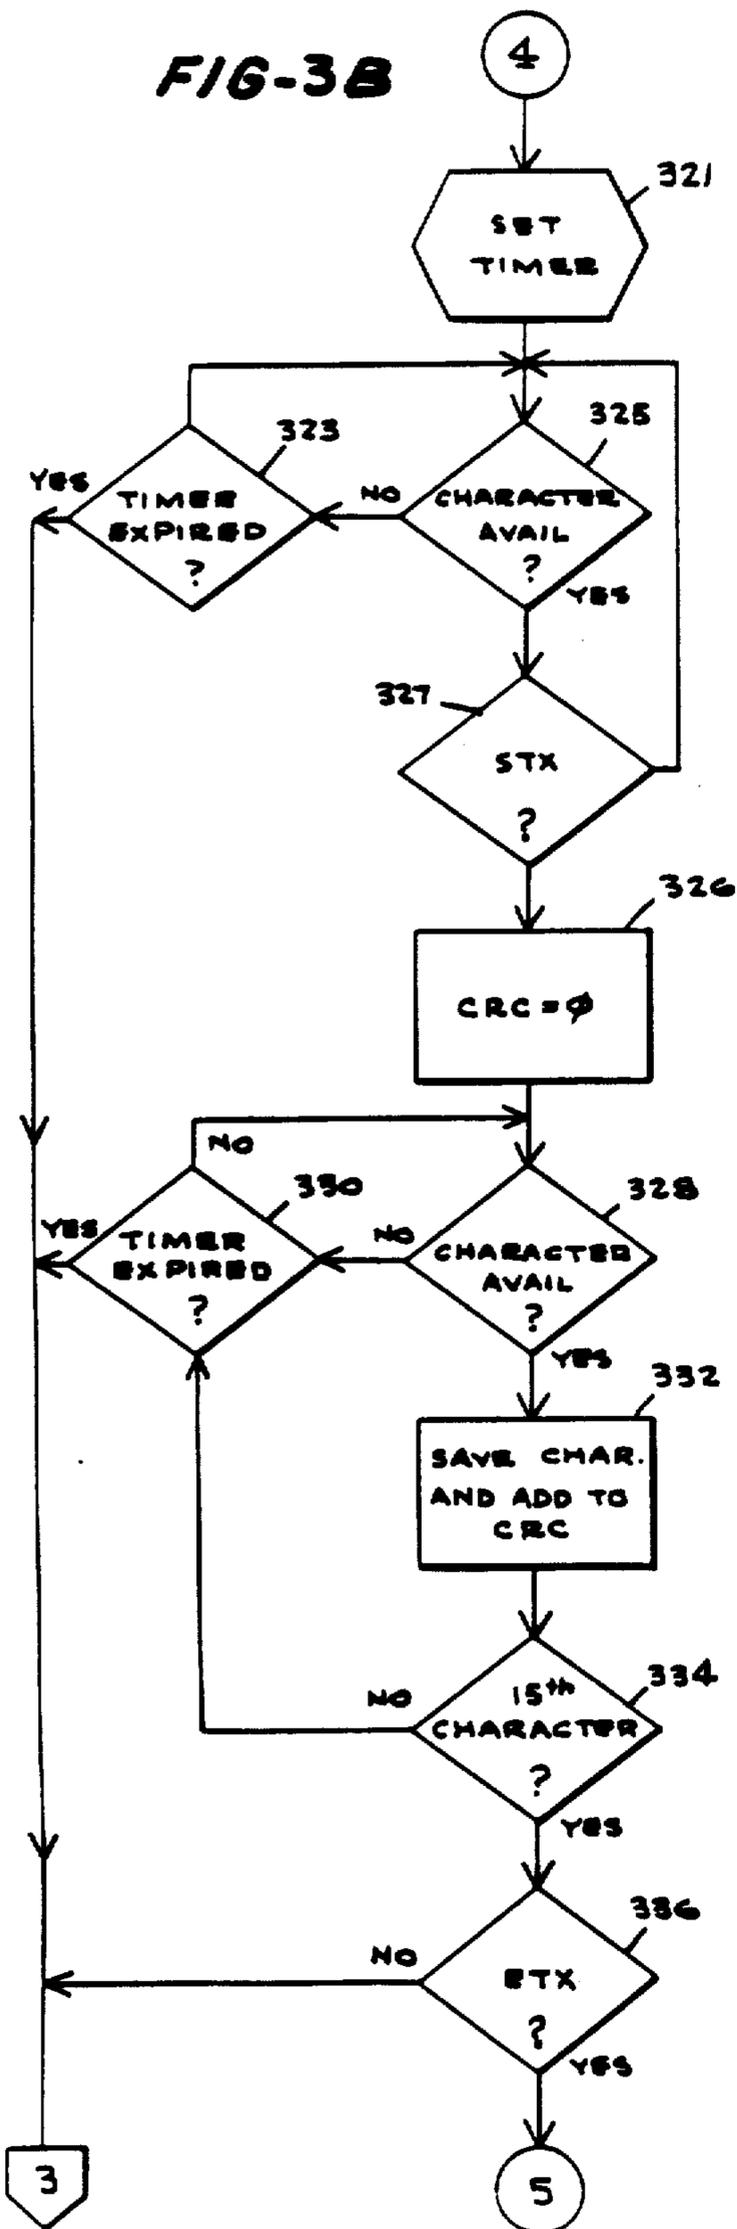 FIG-3B
4
321
SET
TIMER
323
325
YES
TIMER
EXPIRED
?
NO
CHARACTER
AVAIL
?
YES
327
STX
?
326
CRC=Ø
NO
330
328
YES
TIMER
EXPIRED
?
NO
CHARACTER
AVAIL
?
YES
332
SAVE CHAR.
AND ADD TO
CRC
334
NO
15th
CHARACTER
?
YES
336
NO
ETX
?
YES
3
5